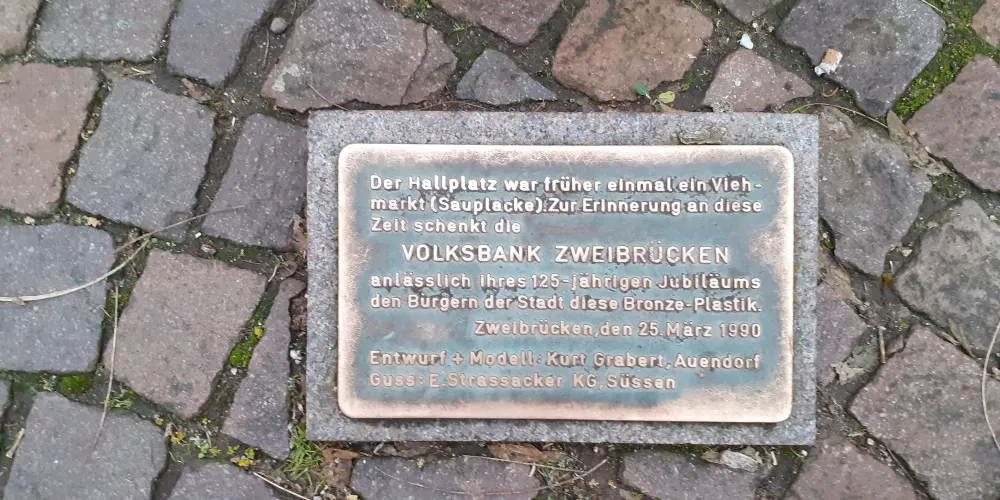 Der Hallplatz war früher einmal ein Vieh-
markt (Sauplacke). Zur Erinnerung an diese
Zeit schenkt die
VOLKSBANK ZWEIBRÜCKEN
anlässlich ihres 125-jährigen Jubiläums
den Bürgern der Stadt diese Bronze-Plastik.
Zweibrücken, den 25. März 1990
Entwurf + Modell: Kurt Grabert, Auendorf
Guss: E. Strassacker KG, Süssen